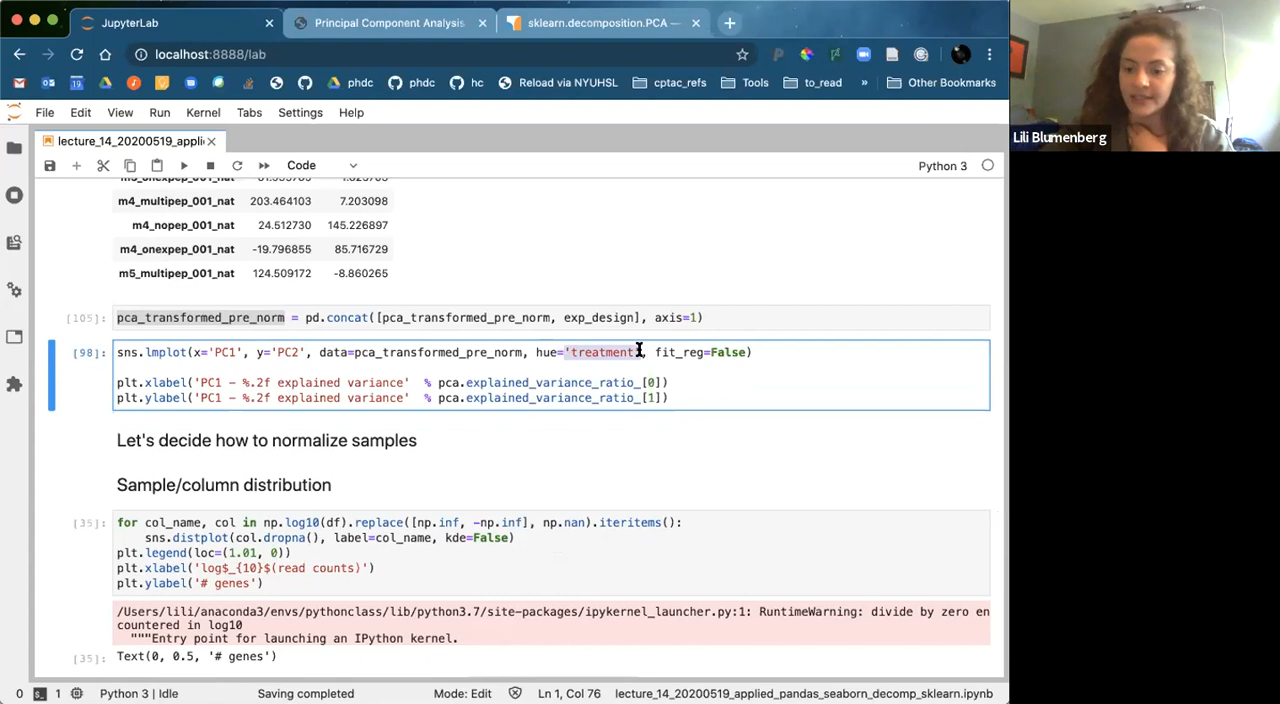 JupyterLab
Principal Component Analysis
sklearn.decomposition.PCA —
localhost:8888/lab
phdc
phdc
hc
Reload via NYUHSL
cptac_refs
Tools
to_read
»
Other Bookmarks
File Edit View Run Kernel Tabs Settings Help
Lili Blumenberg
lecture_14_20200519_appli
Code
Python 3
m4_multipep_001_nat 203.464103 7.203098
m4_nopep_001_nat 24.512730 145.226897
m4_onexpep_001_nat -19.796855 85.716729
m5_multipep_001_nat 124.509172 -8.860265
[105]: pca_transformed_pre_norm = pd.concat([pca_transformed_pre_norm, exp_design], axis=1)
[98]: sns.lmplot(x='PC1', y='PC2', data=pca_transformed_pre_norm, hue='treatment', fit_reg=False)
plt.xlabel('PC1 - %.2f explained variance' % pca.explained_variance_ratio_[0])
plt.ylabel('PC1 - %.2f explained variance' % pca.explained_variance_ratio_[1])
Let's decide how to normalize samples
Sample/column distribution
[35]: for col_name, col in np.log10(df).replace([np.inf, -np.inf], np.nan).iteritems():
sns.distplot(col.dropna(), label=col_name, kde=False)
plt.legend(loc=(1.01, 0))
plt.xlabel('log$_{10}$(read counts)')
plt.ylabel('# genes')
/Users/lili/anaconda3/envs/pythonclass/lib/python3.7/site-packages/ipykernel_launcher.py:1: RuntimeWarning: divide by zero en
countered in log10
"""Entry point for launching an IPython kernel.
[35]: Text(0, 0.5, '# genes')
0 1 Python 3 | Idle Saving completed Mode: Edit Ln 1, Col 76 lecture_14_20200519_applied_pandas_seaborn_decomp_sklearn.ipynb